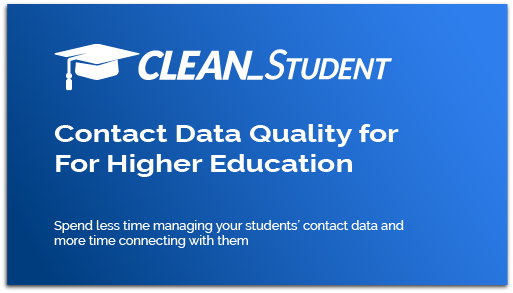 CLEAN_STUDENT
Contact Data Quality for
For Higher Education
Spend less time managing your students’ contact data and
more time connecting with them